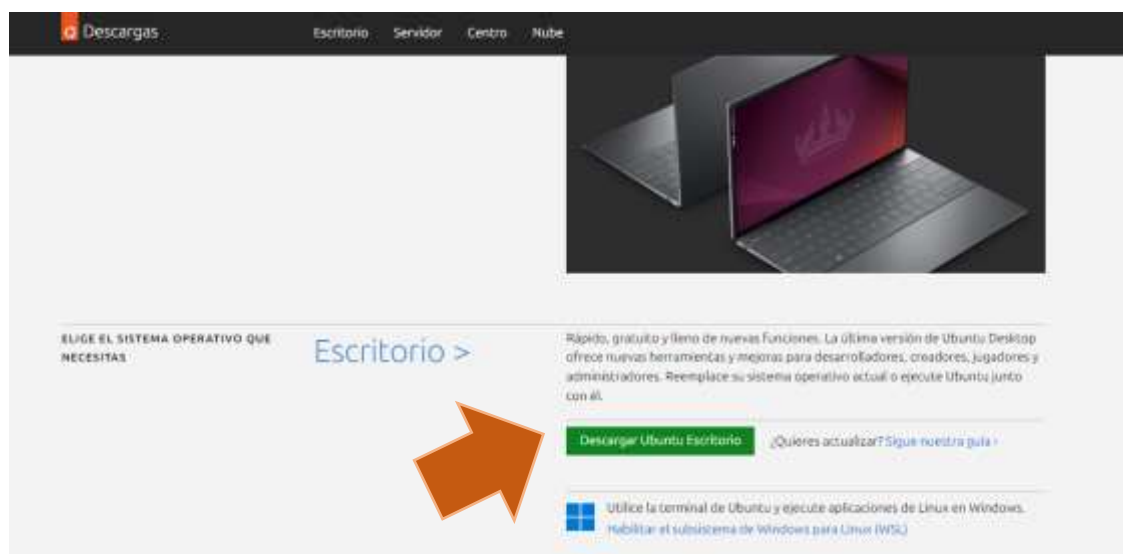 Descargas
Escritorio Servidor Centro Nube
ELIGE EL SISTEMA OPERATIVO QUE
NECESITAS
Escritorio >
Rápido, gratuito y lleno de nuevas funciones. La última versión de Ubuntu Desktop
ofrece nuevas herramientas y mejoras para desarrolladores, creadores, jugadores y
administradores. Reemplace su sistema operativo actual o ejecute Ubuntu junto
con él.
Descargar Ubuntu Escritorio
¿Quieres actualizar? Sigue nuestra guía ›
Utilice la terminal de Ubuntu y ejecute aplicaciones de Linux en Windows.
Habilitar el subsistema de Windows para Linux (WSL)